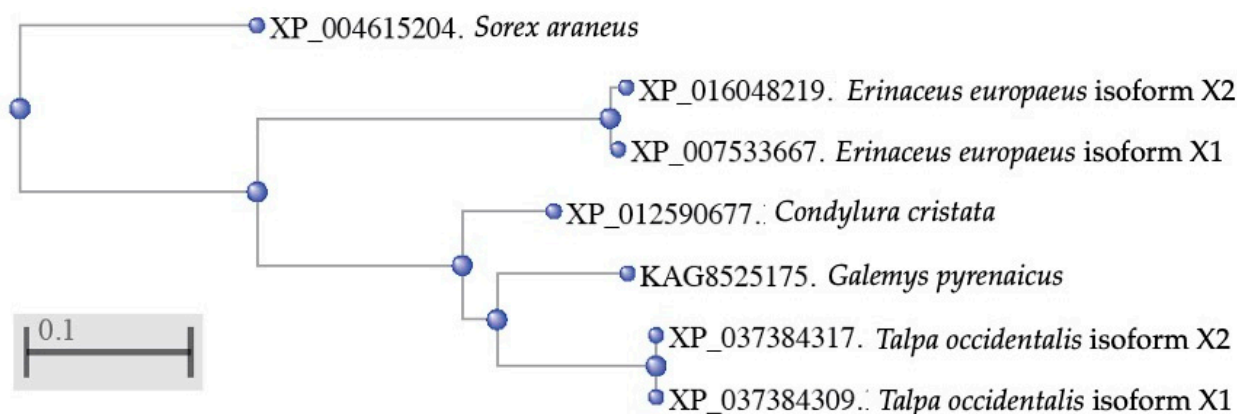 XP_004615204. Sorex araneus
XP_016048219. Erinaceus europaeus isoform X2
XP_007533667. Erinaceus europaeus isoform X1
XP_012590677. Condylura cristata
KAG8525175. Galemys pyrenaicus
0.1
XP_037384317. Talpa occidentalis isoform X2
XP_037384309. Talpa occidentalis isoform X1